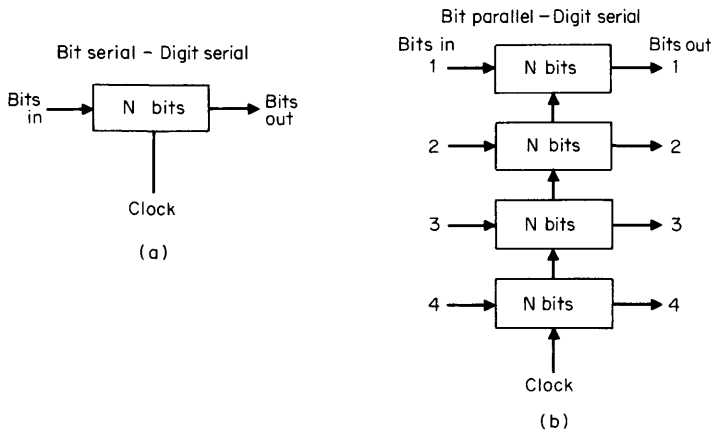 Bit serial – Digit serial
Bits in
N bits
Bits out
Clock
(a)
Bit parallel – Digit serial
Bits in
Bits out
1
N bits
1
2
N bits
2
3
N bits
3
4
N bits
4
Clock
(b)